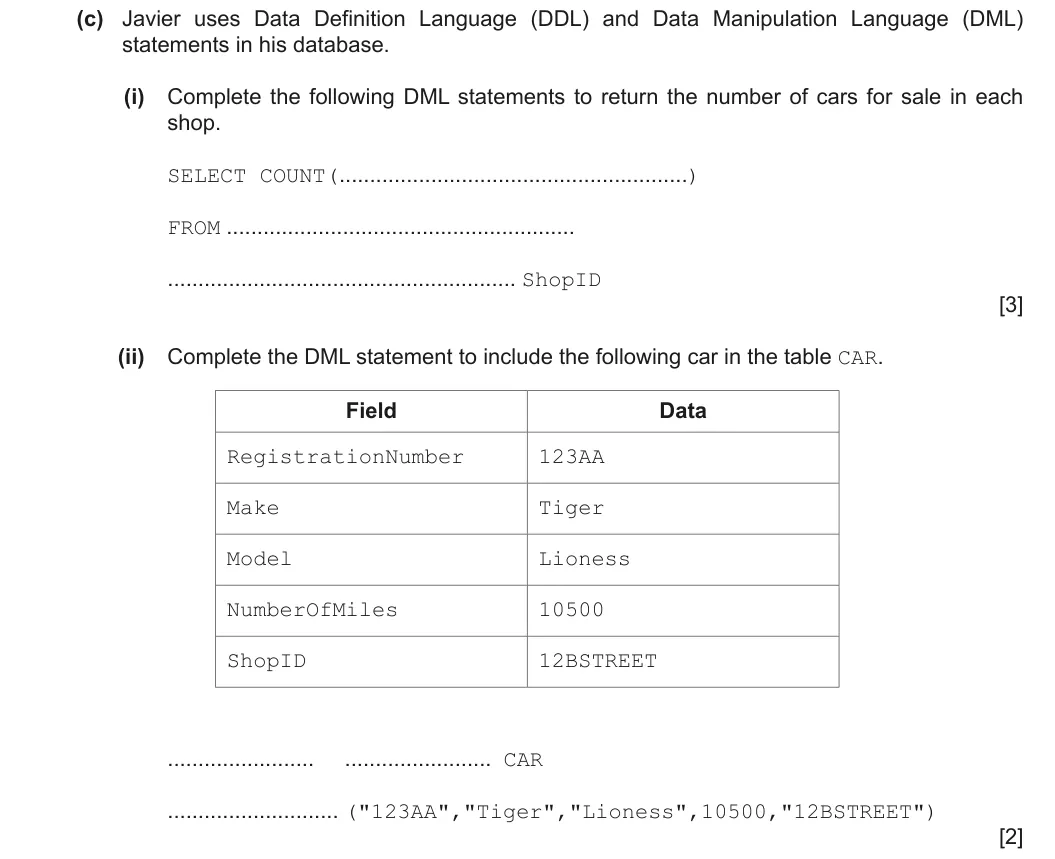 (c) Javier uses Data Definition Language (DDL) and Data Manipulation Language (DML)
statements in his database.
(i) Complete the following DML statements to return the number of cars for sale in each
shop.
SELECT COUNT(.........................................................)
FROM .........................................................
......................................................... ShopID
[3]
(ii) Complete the DML statement to include the following car in the table CAR.
Field Data
RegistrationNumber 123AA
Make Tiger
Model Lioness
NumberOfMiles 10500
ShopID 12BSTREET
........................ ........................ CAR
............................ ("123AA","Tiger","Lioness",10500,"12BSTREET")
[2]